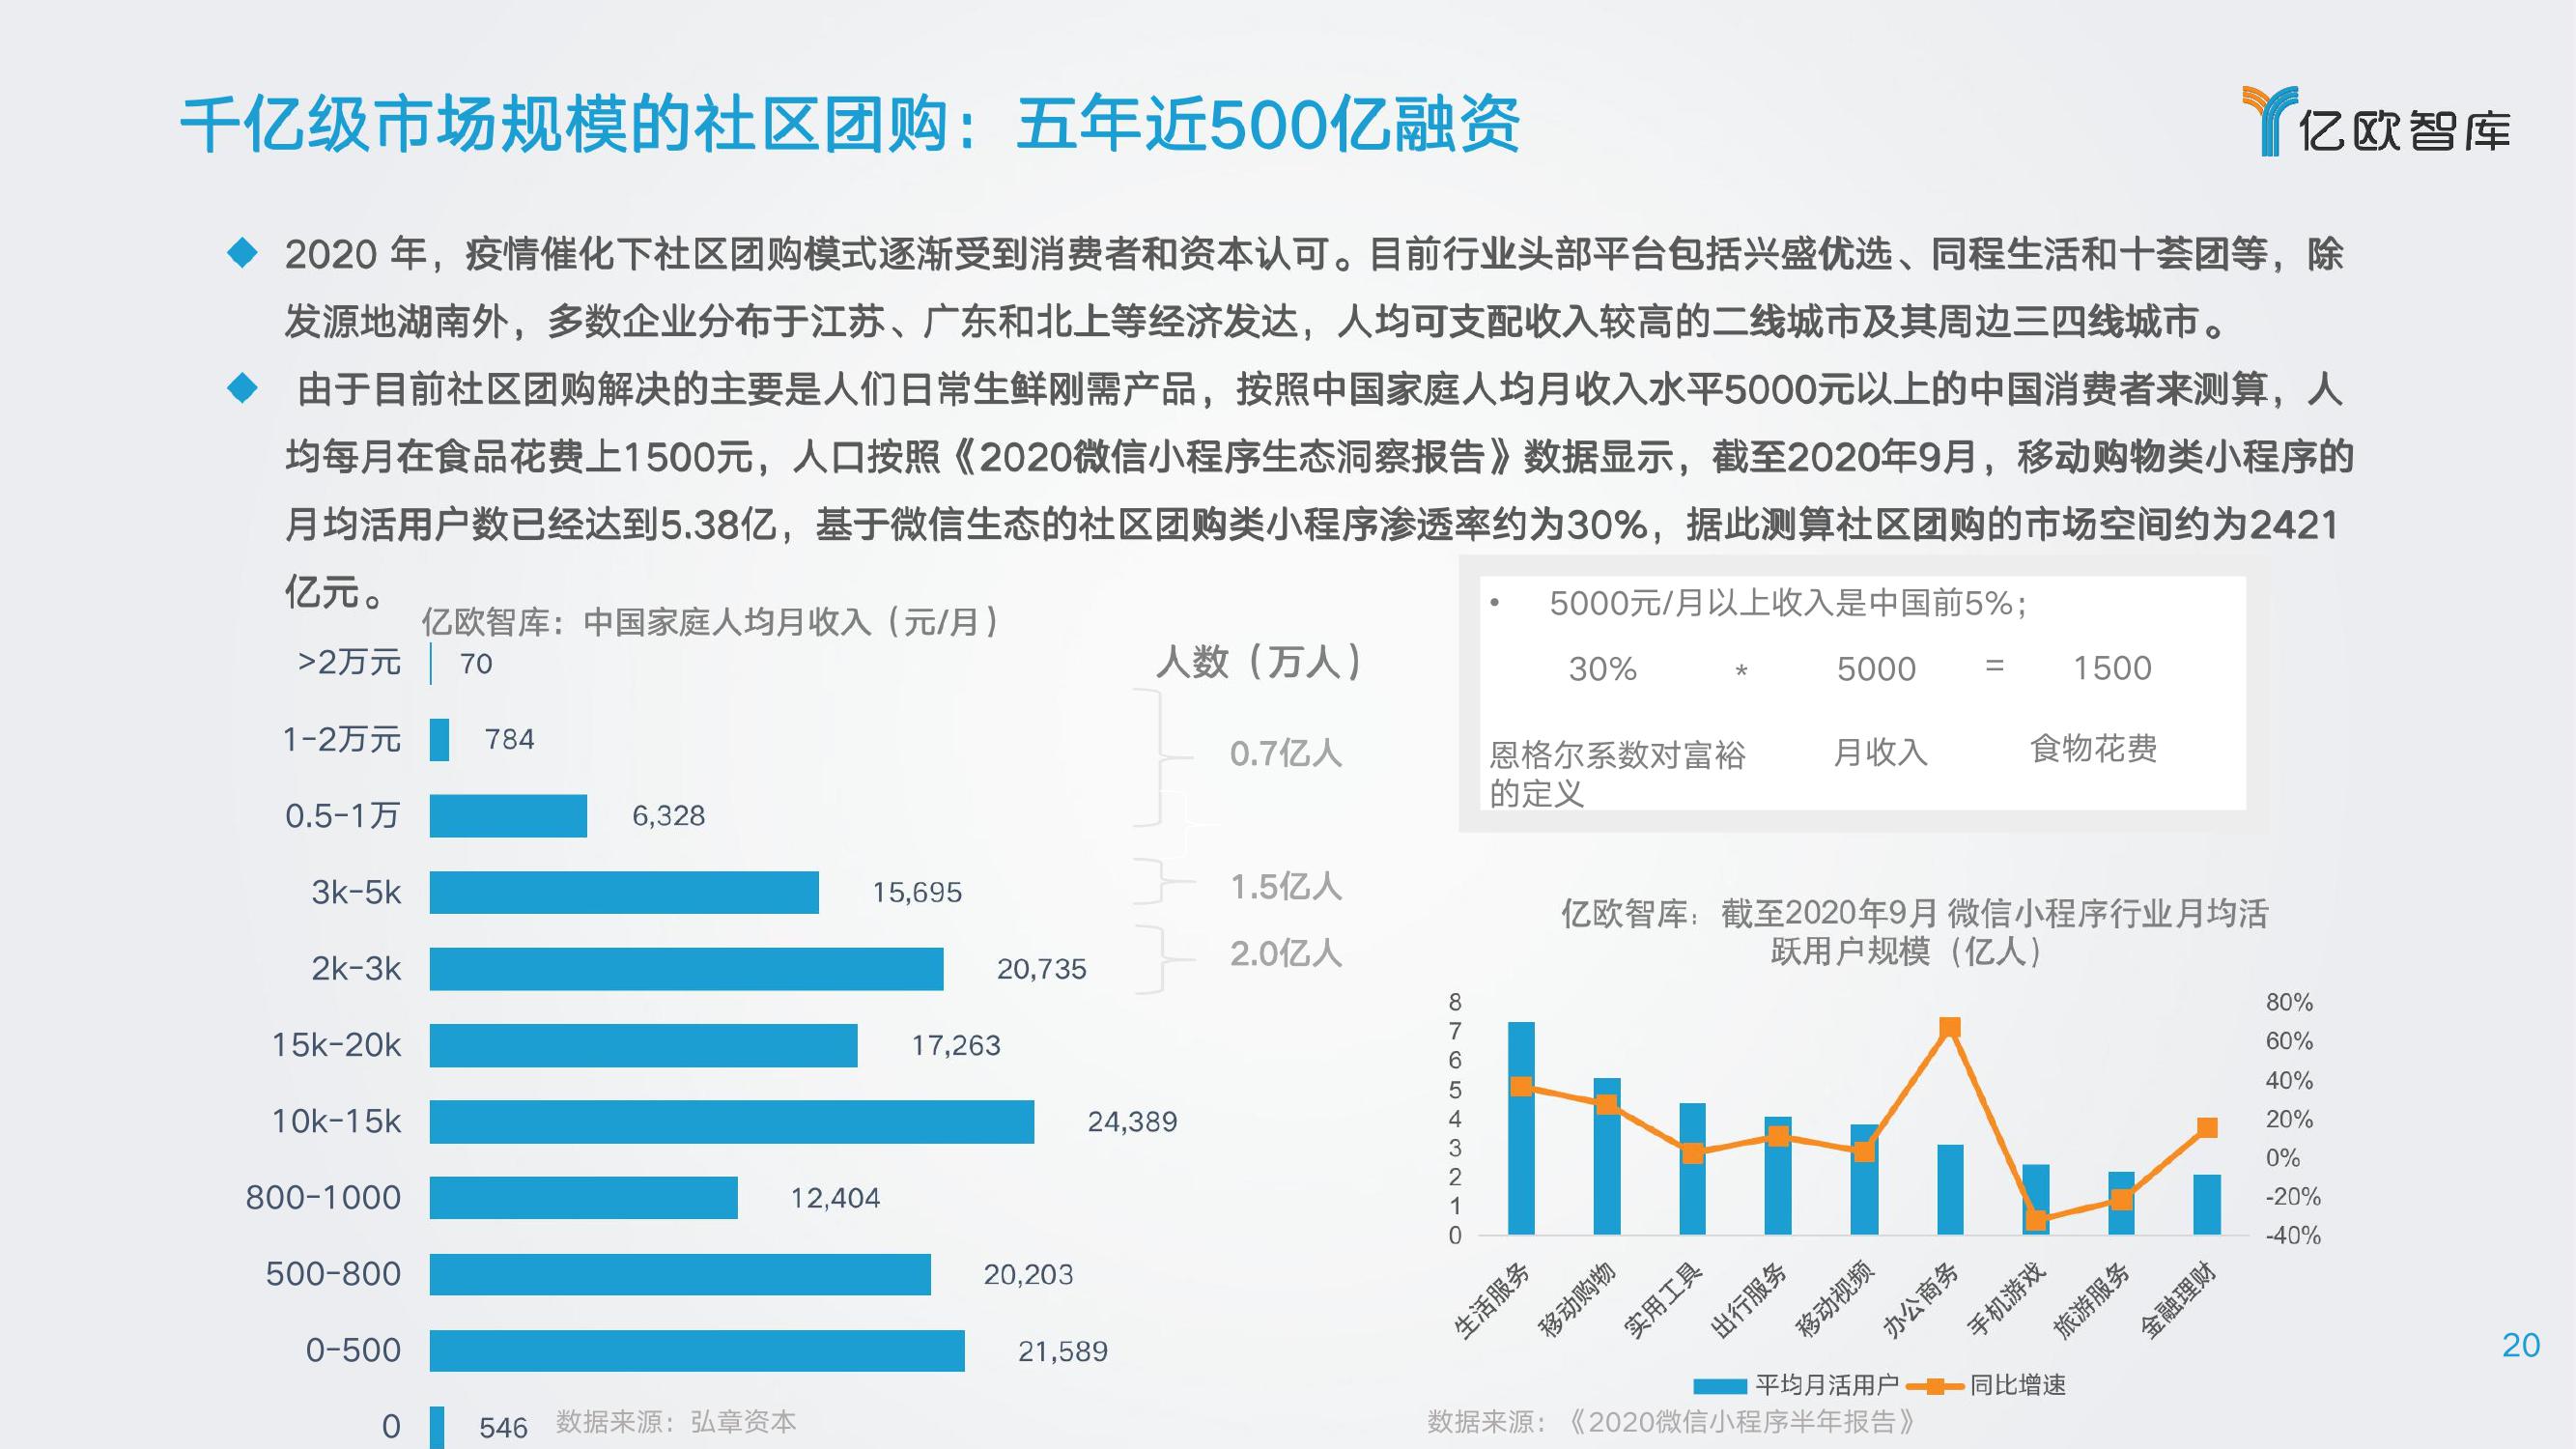 千亿级市场规模的社区团购：五年近500亿融资
亿欧智库
2020 年，疫情催化下社区团购模式逐渐受到消费者和资本认可。目前行业头部平台包括兴盛优选、同程生活和十荟团等，除
发源地湖南外，多数企业分布于江苏、广东和北上等经济发达，人均可支配收入较高的二线城市及其周边三四线城市。
由于目前社区团购解决的主要是人们日常生鲜刚需产品，按照中国家庭人均月收入水平5000元以上的中国消费者来测算，人
均每月在食品花费上1500元，人口按照《2020微信小程序生态洞察报告》数据显示，截至2020年9月，移动购物类小程序的
月均活用户数已经达到5.38亿，基于微信生态的社区团购类小程序渗透率约为30%，据此测算社区团购的市场空间约为2421
亿元。
亿欧智库：中国家庭人均月收入（元/月）
人数（万人）
>2万元 70
1-2万元 784
0.5-1万 6,328
3k-5k 15,695
2k-3k 20,735
15k-20k 17,263
10k-15k 24,389
800-1000 12,404
500-800 20,203
0-500 21,589
0 546
0.7亿人
1.5亿人
2.0亿人
数据来源：弘章资本
• 5000元/月以上收入是中国前5%；
30% * 5000 = 1500
恩格尔系数对富裕
的定义
月收入
食物花费
亿欧智库：截至2020年9月 微信小程序行业月均活
跃用户规模（亿人）
8
7
6
5
4
3
2
1
0
80%
60%
40%
20%
0%
-20%
-40%
生活服务
移动购物
实用工具
出行服务
移动视频
办公商务
手机游戏
旅游服务
金融理财
平均月活用户 同比增速
数据来源：《2020微信小程序半年报告》
20